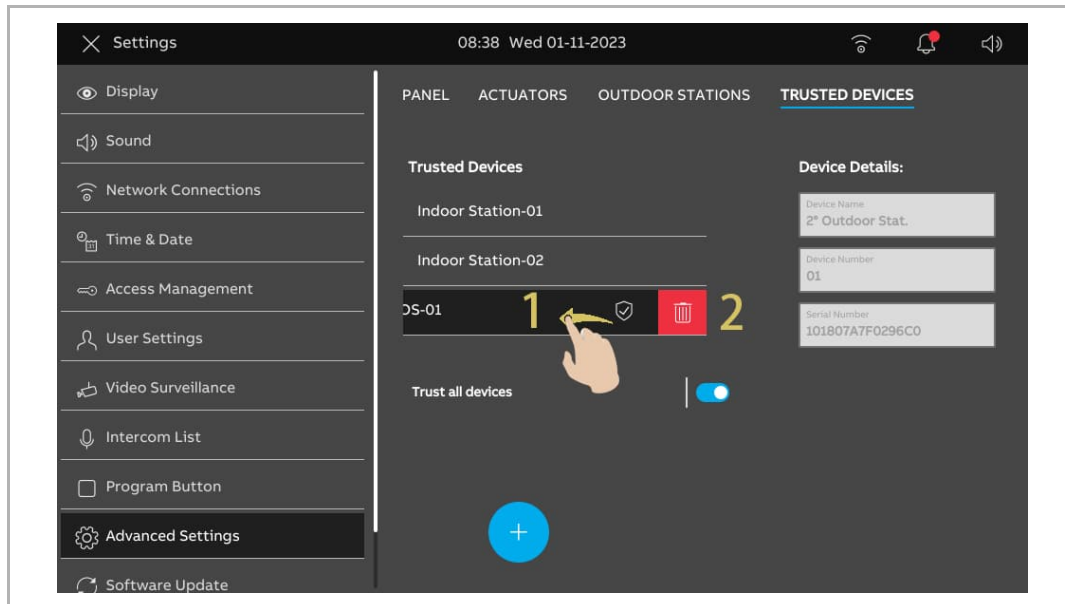 Settings
08:38 Wed 01-11-2023
Display
Sound
Network Connections
Time & Date
Access Management
User Settings
Video Surveillance
Intercom List
Program Button
Advanced Settings
Software Update
PANEL ACTUATORS OUTDOOR STATIONS TRUSTED DEVICES
Trusted Devices
Indoor Station-01
Indoor Station-02
OS-01
1
2
Trust all devices
+
Device Details:
Device Name
2" Outdoor Stat.
Device Number
01
Serial Number
101807A7F0296C0